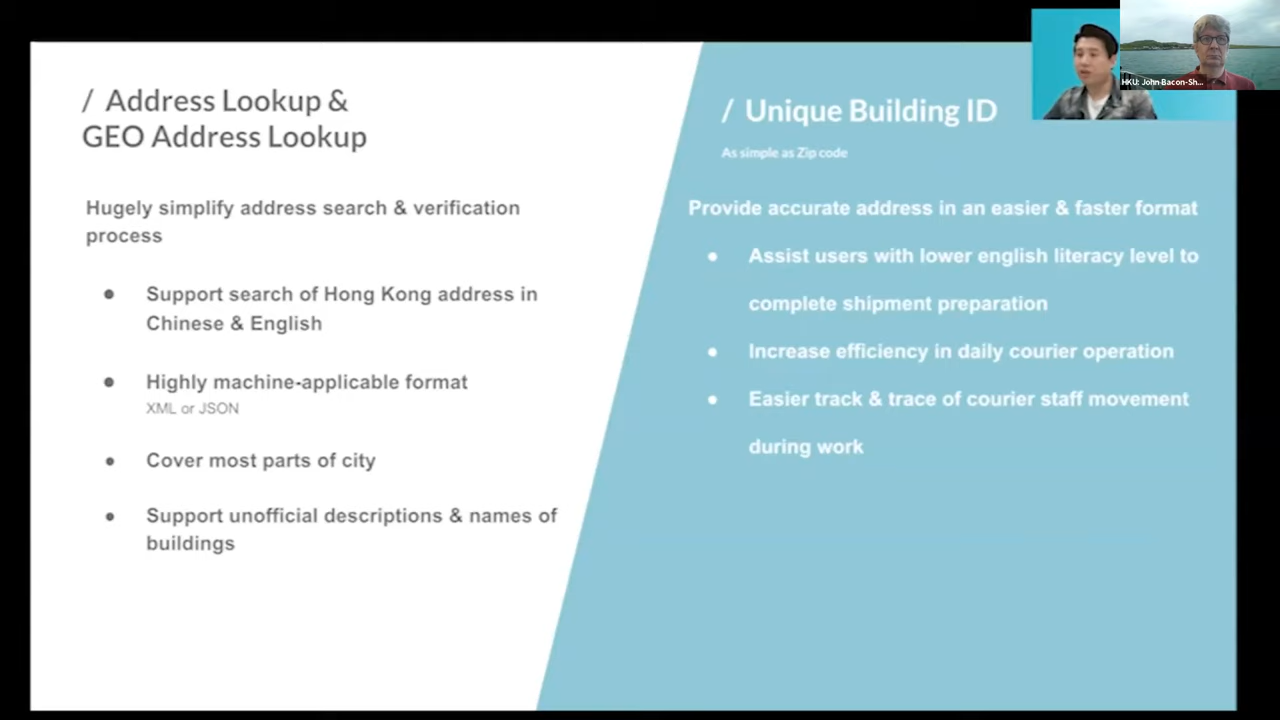 / Address Lookup &
GEO Address Lookup
Hugely simplify address search & verification
process
● Support search of Hong Kong address in
Chinese & English
● Highly machine-applicable format
XML or JSON
● Cover most parts of city
● Support unofficial descriptions & names of
buildings
/ Unique Building ID
As simple as Zip code
Provide accurate address in an easier & faster format
● Assist users with lower english literacy level to
complete shipment preparation
● Increase efficiency in daily courier operation
● Easier track & trace of courier staff movement
during work
HKU: John Bacon-Sh...